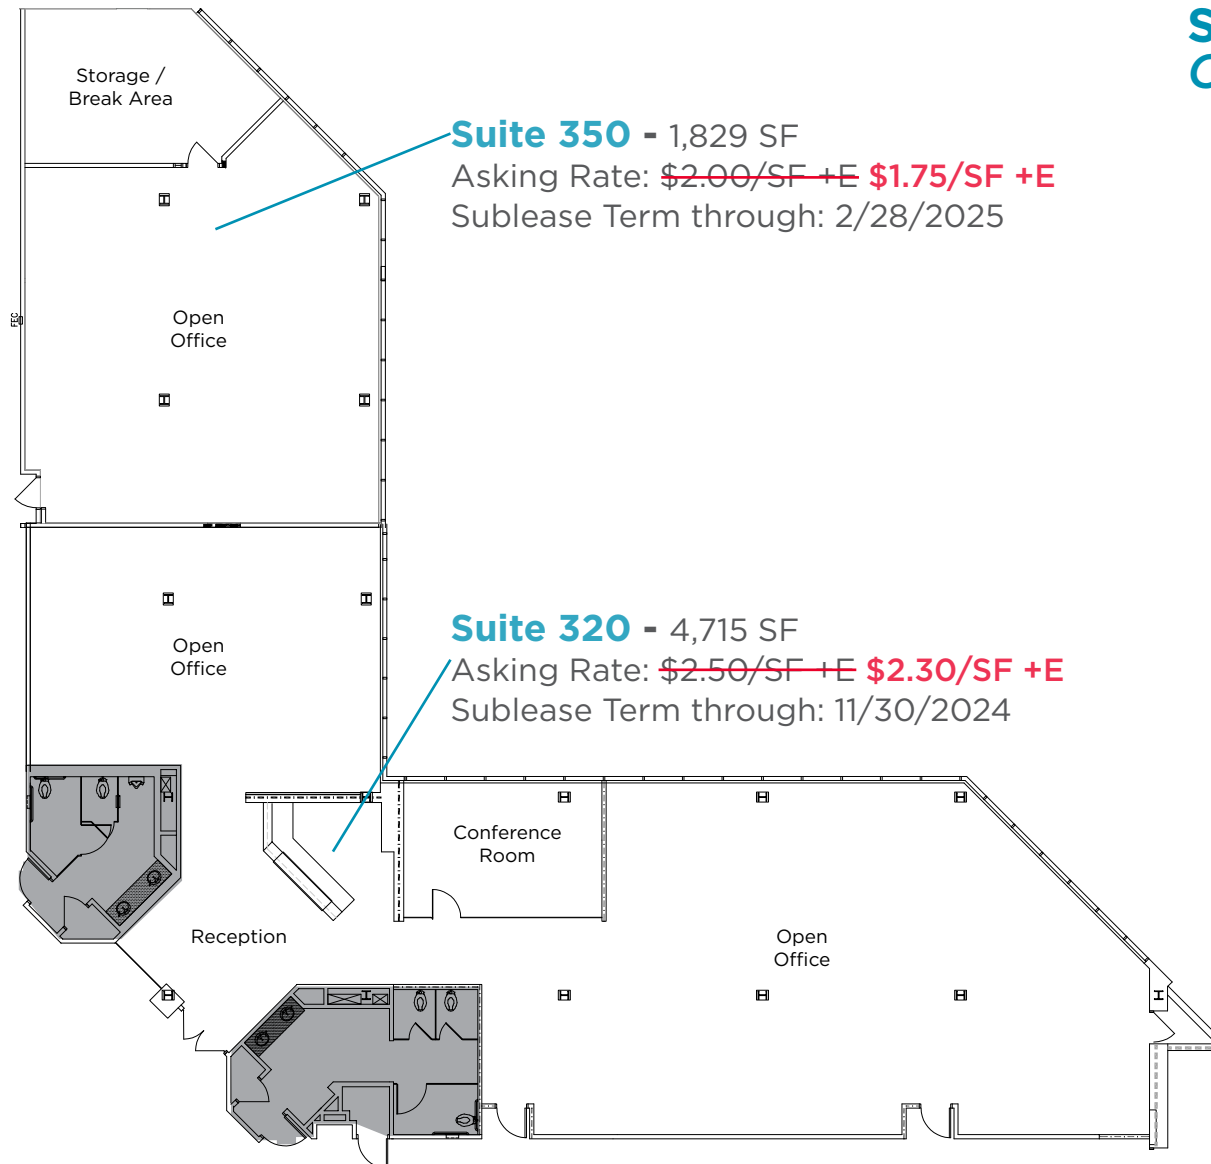 Storage /
Break Area
Suite 350 - 1,829 SF
Asking Rate: $2.00/SF +E $1.75/SF +E
Sublease Term through: 2/28/2025
Open
Office
FEC
Open
Office
Suite 320 - 4,715 SF
Asking Rate: $2.50/SF +E $2.30/SF +E
Sublease Term through: 11/30/2024
Conference
Room
Reception
Open
Office